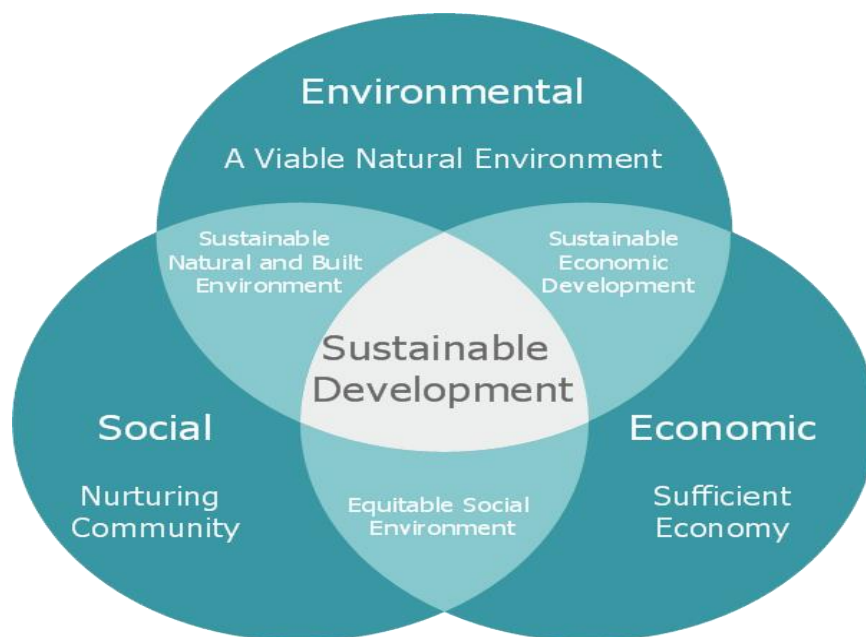 Environmental
A Viable Natural Environment
Sustainable
Natural and Built
Environment
Sustainable
Economic
Development
Sustainable
Development
Social
Nurturing
Community
Equitable Social
Environment
Economic
Sufficient
Economy